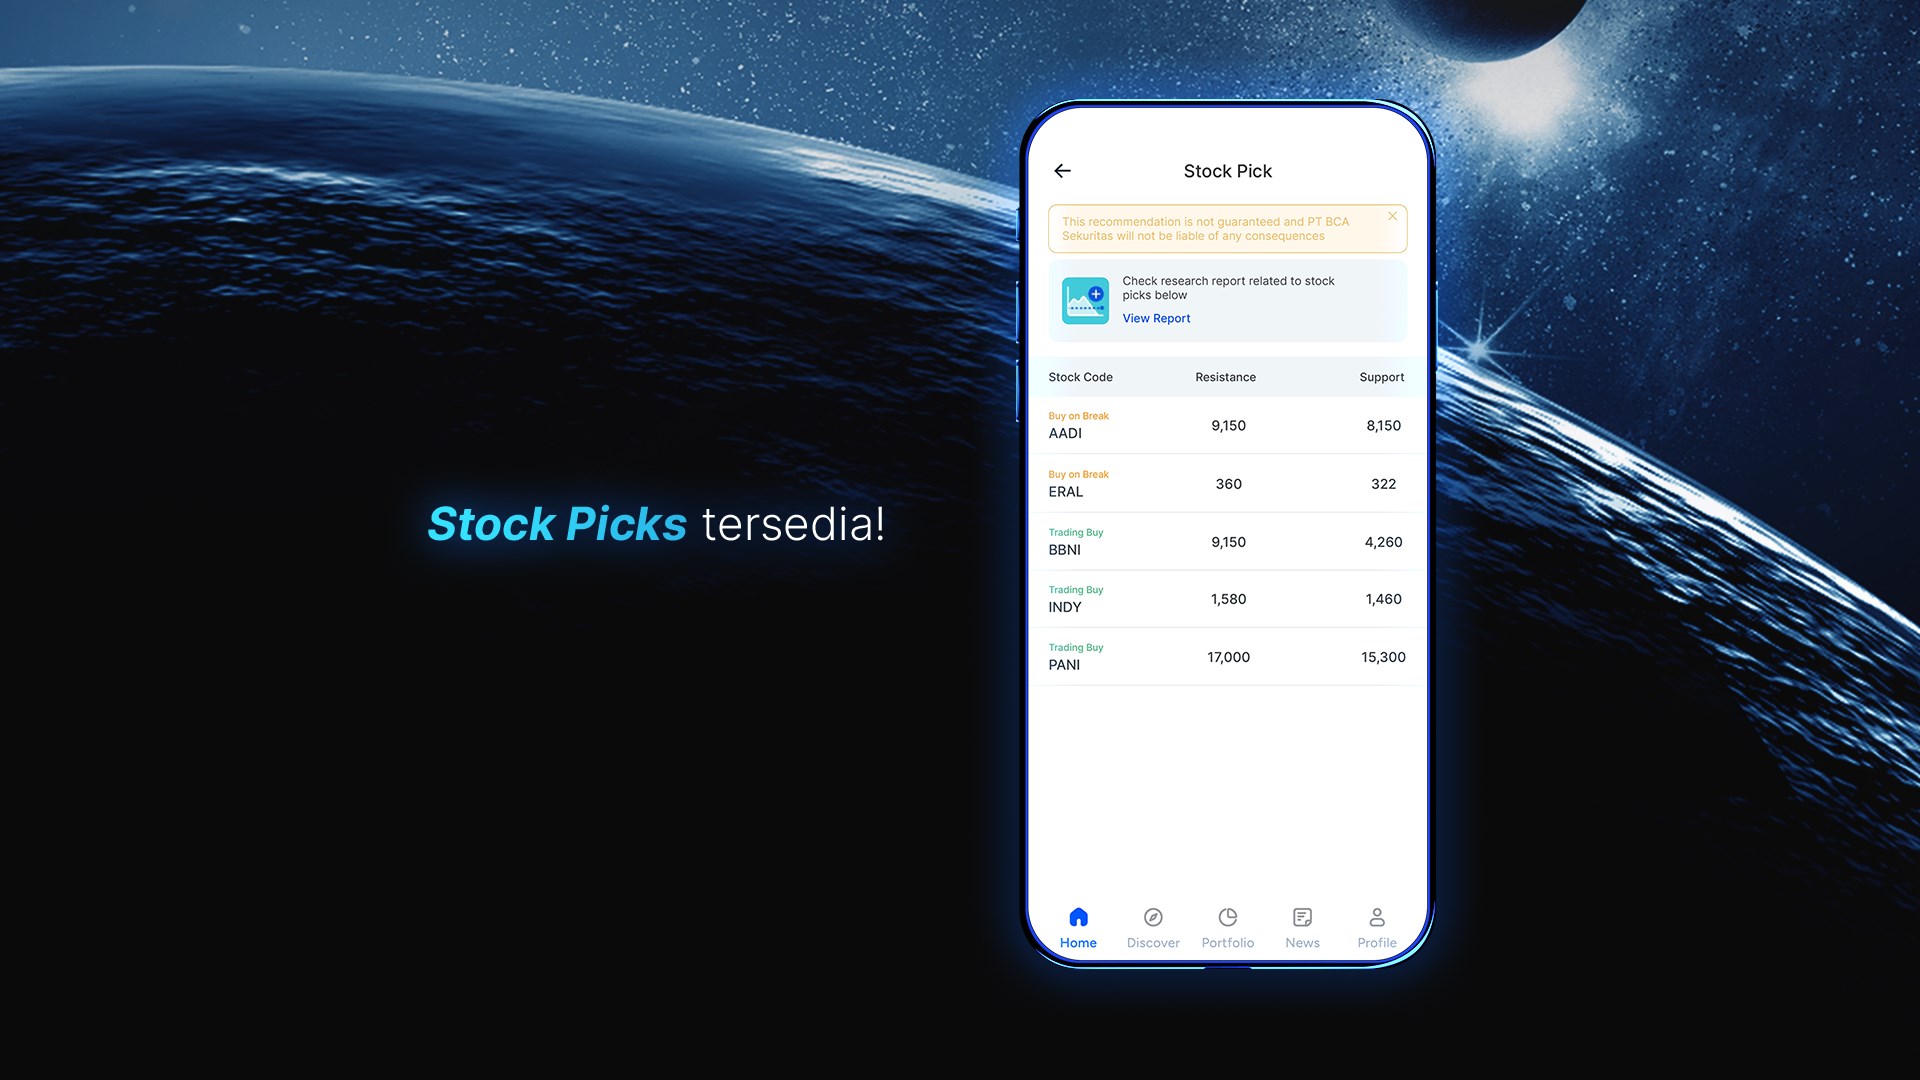 Stock Picks tersedia!
Stock Pick
This recommendation is not guaranteed and PT BCA
Sekuritas will not be liable of any consequences
Check research report related to stock
picks below
View Report
Stock Code Resistance Support
Buy on Break
AADI 9,150 8,150
Buy on Break
ERAL 360 322
Trading Buy
BBNI 9,150 4,260
Trading Buy
INDY 1,580 1,460
Trading Buy
PANI 17,000 15,300
Home Discover Portfolio News Profile